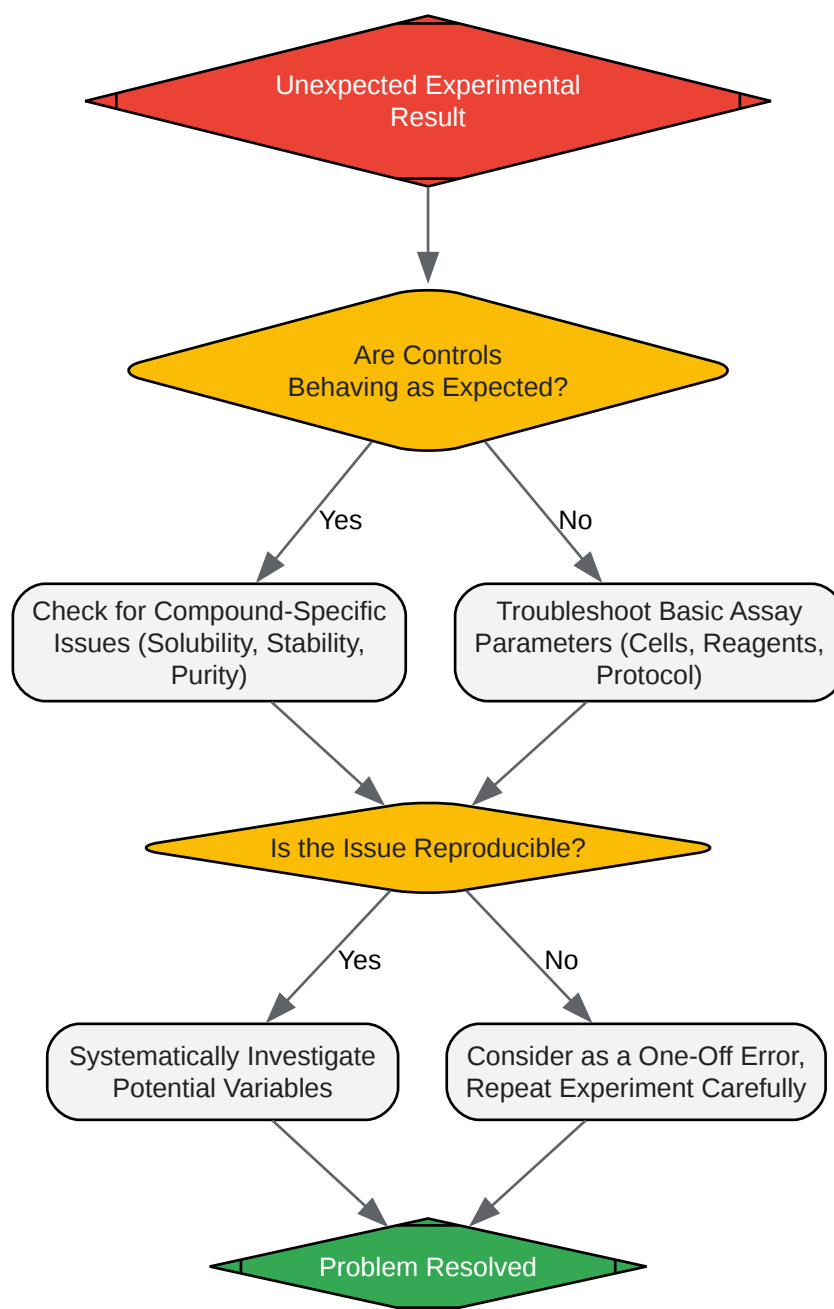 Unexpected Experimental
Result
Are Controls
Behaving as Expected?
Yes
No
Check for Compound-Specific
Issues (Solubility, Stability,
Purity)
Troubleshoot Basic Assay
Parameters (Cells, Reagents,
Protocol)
Is the Issue Reproducible?
Yes
No
Systematically Investigate
Potential Variables
Consider as a One-Off Error,
Repeat Experiment Carefully
Problem Resolved